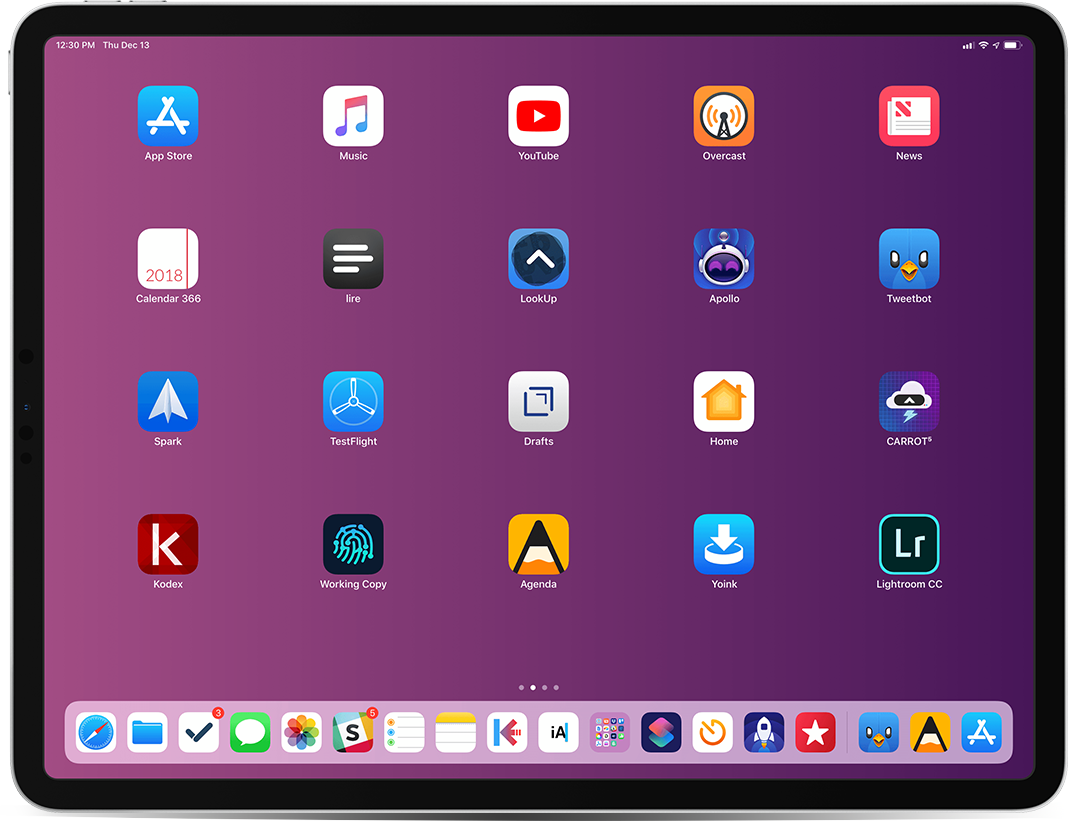 12:30 PM Thu Dec 13
App Store
Music
YouTube
Overcast
News
2018
Calendar 366
lire
LookUp
Apollo
Tweetbot
Spark
TestFlight
Drafts
Home
CARROT⁵
k
Kodex
Working Copy
Agenda
Yoink
Lr
Lightroom CC
3
S
5
iA